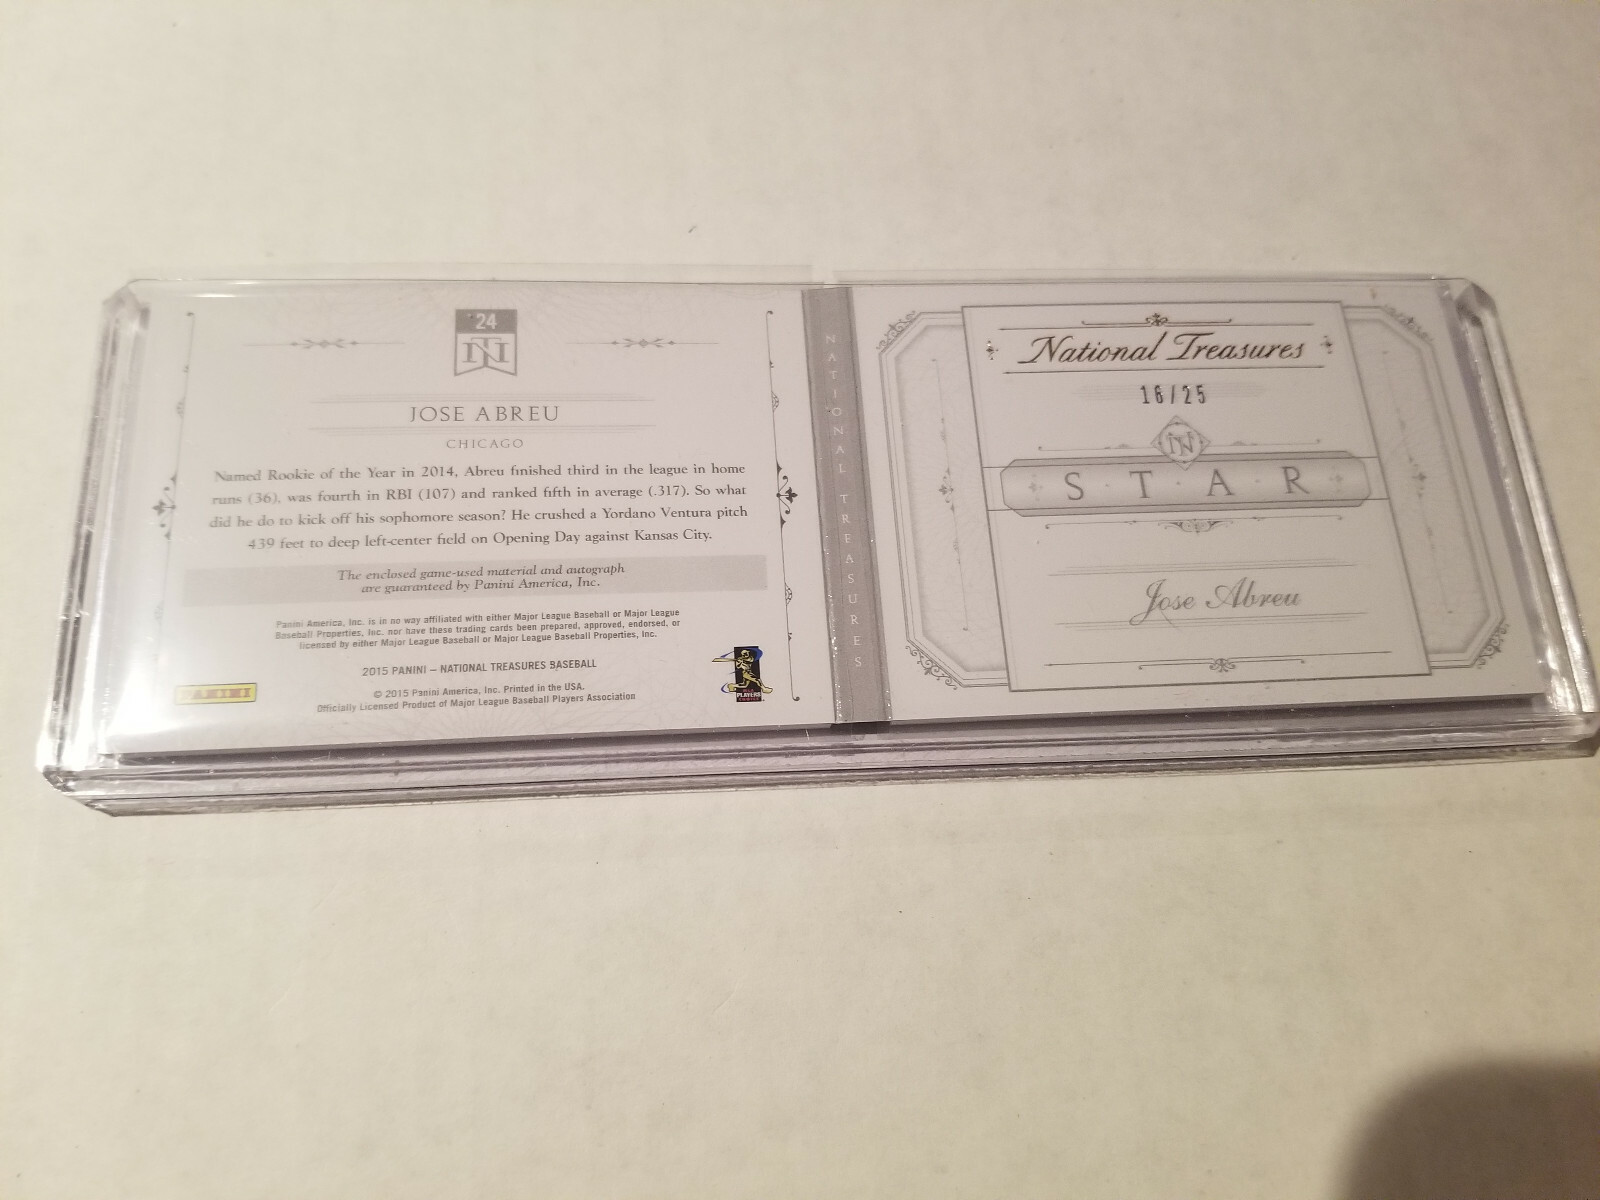 24
NT
JOSE ABREU
CHICAGO
Named Rookie of the Year in 2014, Abreu finished third in the league in home
runs (36), was fourth in RBI (107) and ranked fifth in average (.317). So what
did he do to kick off his sophomore season? He crushed a Yordano Ventura pitch
439 feet to deep left-center field on Opening Day against Kansas City.
The enclosed game-used material and autograph
are guaranteed by Panini America, Inc.
Panini America, Inc. is in no way affiliated with either Major League Baseball or Major League
Baseball Properties, Inc. nor have these trading cards been prepared, approved, endorsed, or
licensed by either Major League Baseball or Major League Baseball Properties, Inc.
2015 PANINI – NATIONAL TREASURES BASEBALL
© 2015 Panini America, Inc. Printed in the USA.
Officially Licensed Product of Major League Baseball Players Association
PANINI
PLAYERS
NATIONAL TREASURES
National Treasures
16/25
NT
S·T·A·R
Jose Abreu